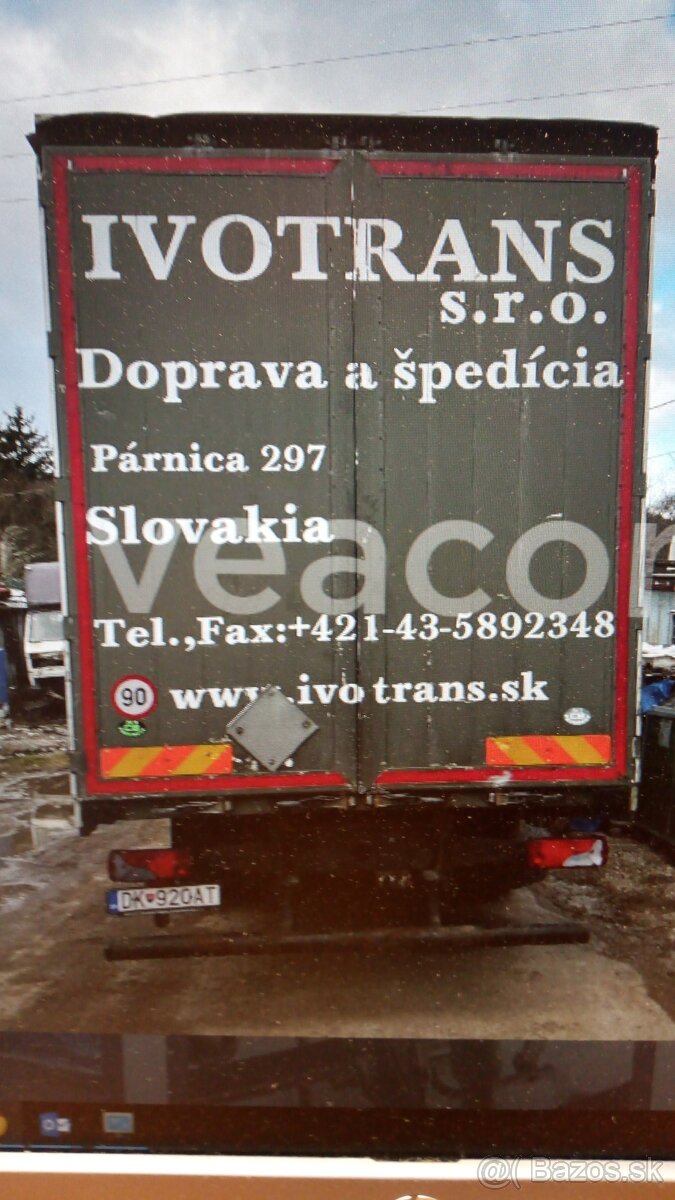 IVOTRANS
s.r.o.
Doprava a špedícia
Párnica 297
Slovakia
veaco
Tel.,Fax:+421-43-5892348
90 www.ivotrans.sk
DK 920AT
@( Bazos.sk